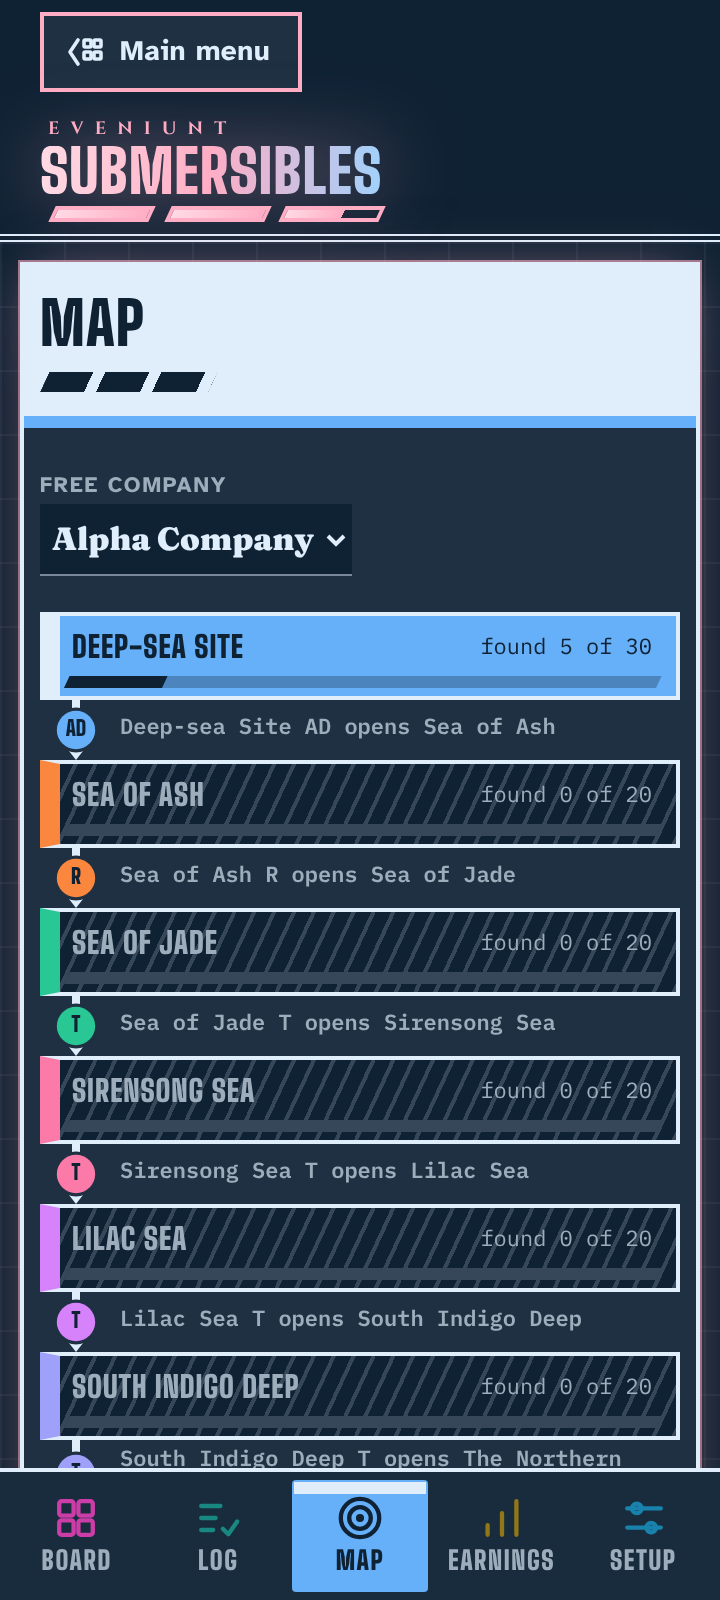 Main menu
EVENIUNT
SUBMERSIBLES
MAP
FREE COMPANY
Alpha Company
DEEP-SEA SITE found 5 of 30
AD Deep-sea Site AD opens Sea of Ash
SEA OF ASH found 0 of 20
R Sea of Ash R opens Sea of Jade
SEA OF JADE found 0 of 20
T Sea of Jade T opens Sirensong Sea
SIRENSONG SEA found 0 of 20
T Sirensong Sea T opens Lilac Sea
LILAC SEA found 0 of 20
T Lilac Sea T opens South Indigo Deep
SOUTH INDIGO DEEP found 0 of 20
T South Indigo Deep T opens The Northern
BOARD LOG MAP EARNINGS SETUP